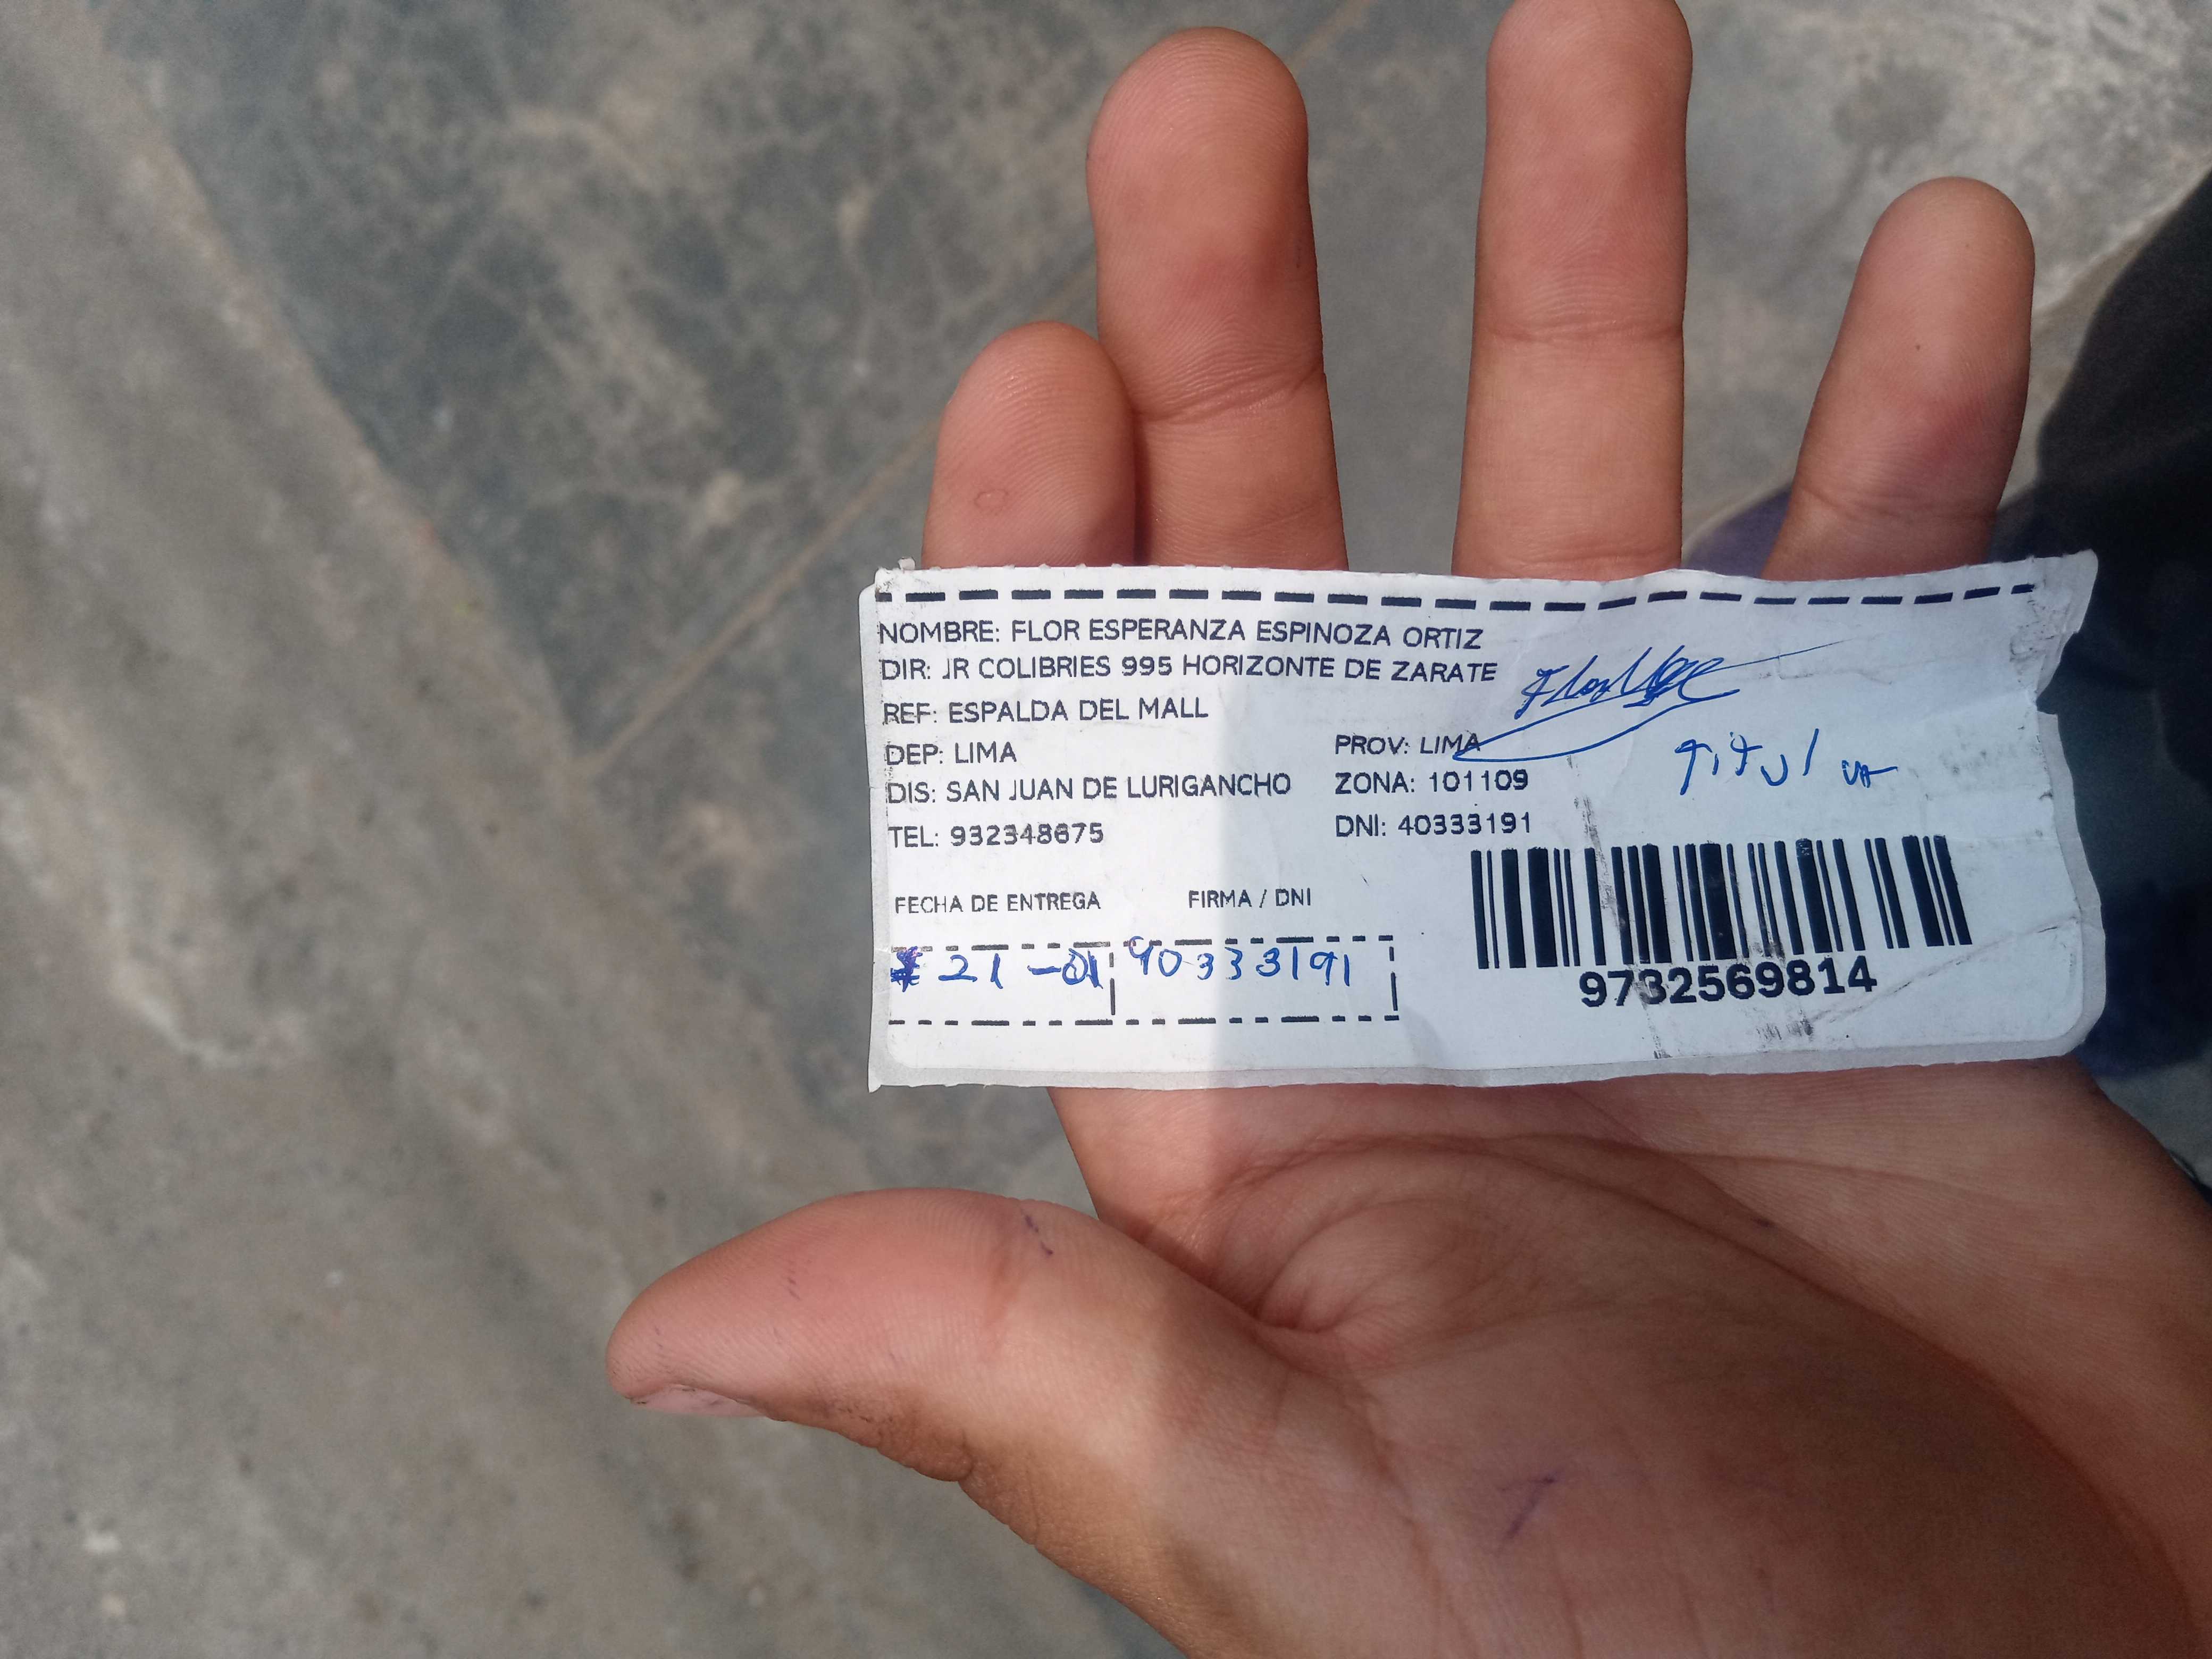 NOMBRE: FLOR ESPERANZA ESPINOZA ORTIZ
DIR: JR COLIBRIES 995 HORIZONTE DE ZARATE
REF: ESPALDA DEL MALL
DEP: LIMA PROV: LIMA
DIS: SAN JUAN DE LURIGANCHO ZONA: 101109
TEL: 932348675 DNI: 40333191
FECHA DE ENTREGA FIRMA / DNI
21-01 40333191
9732569814